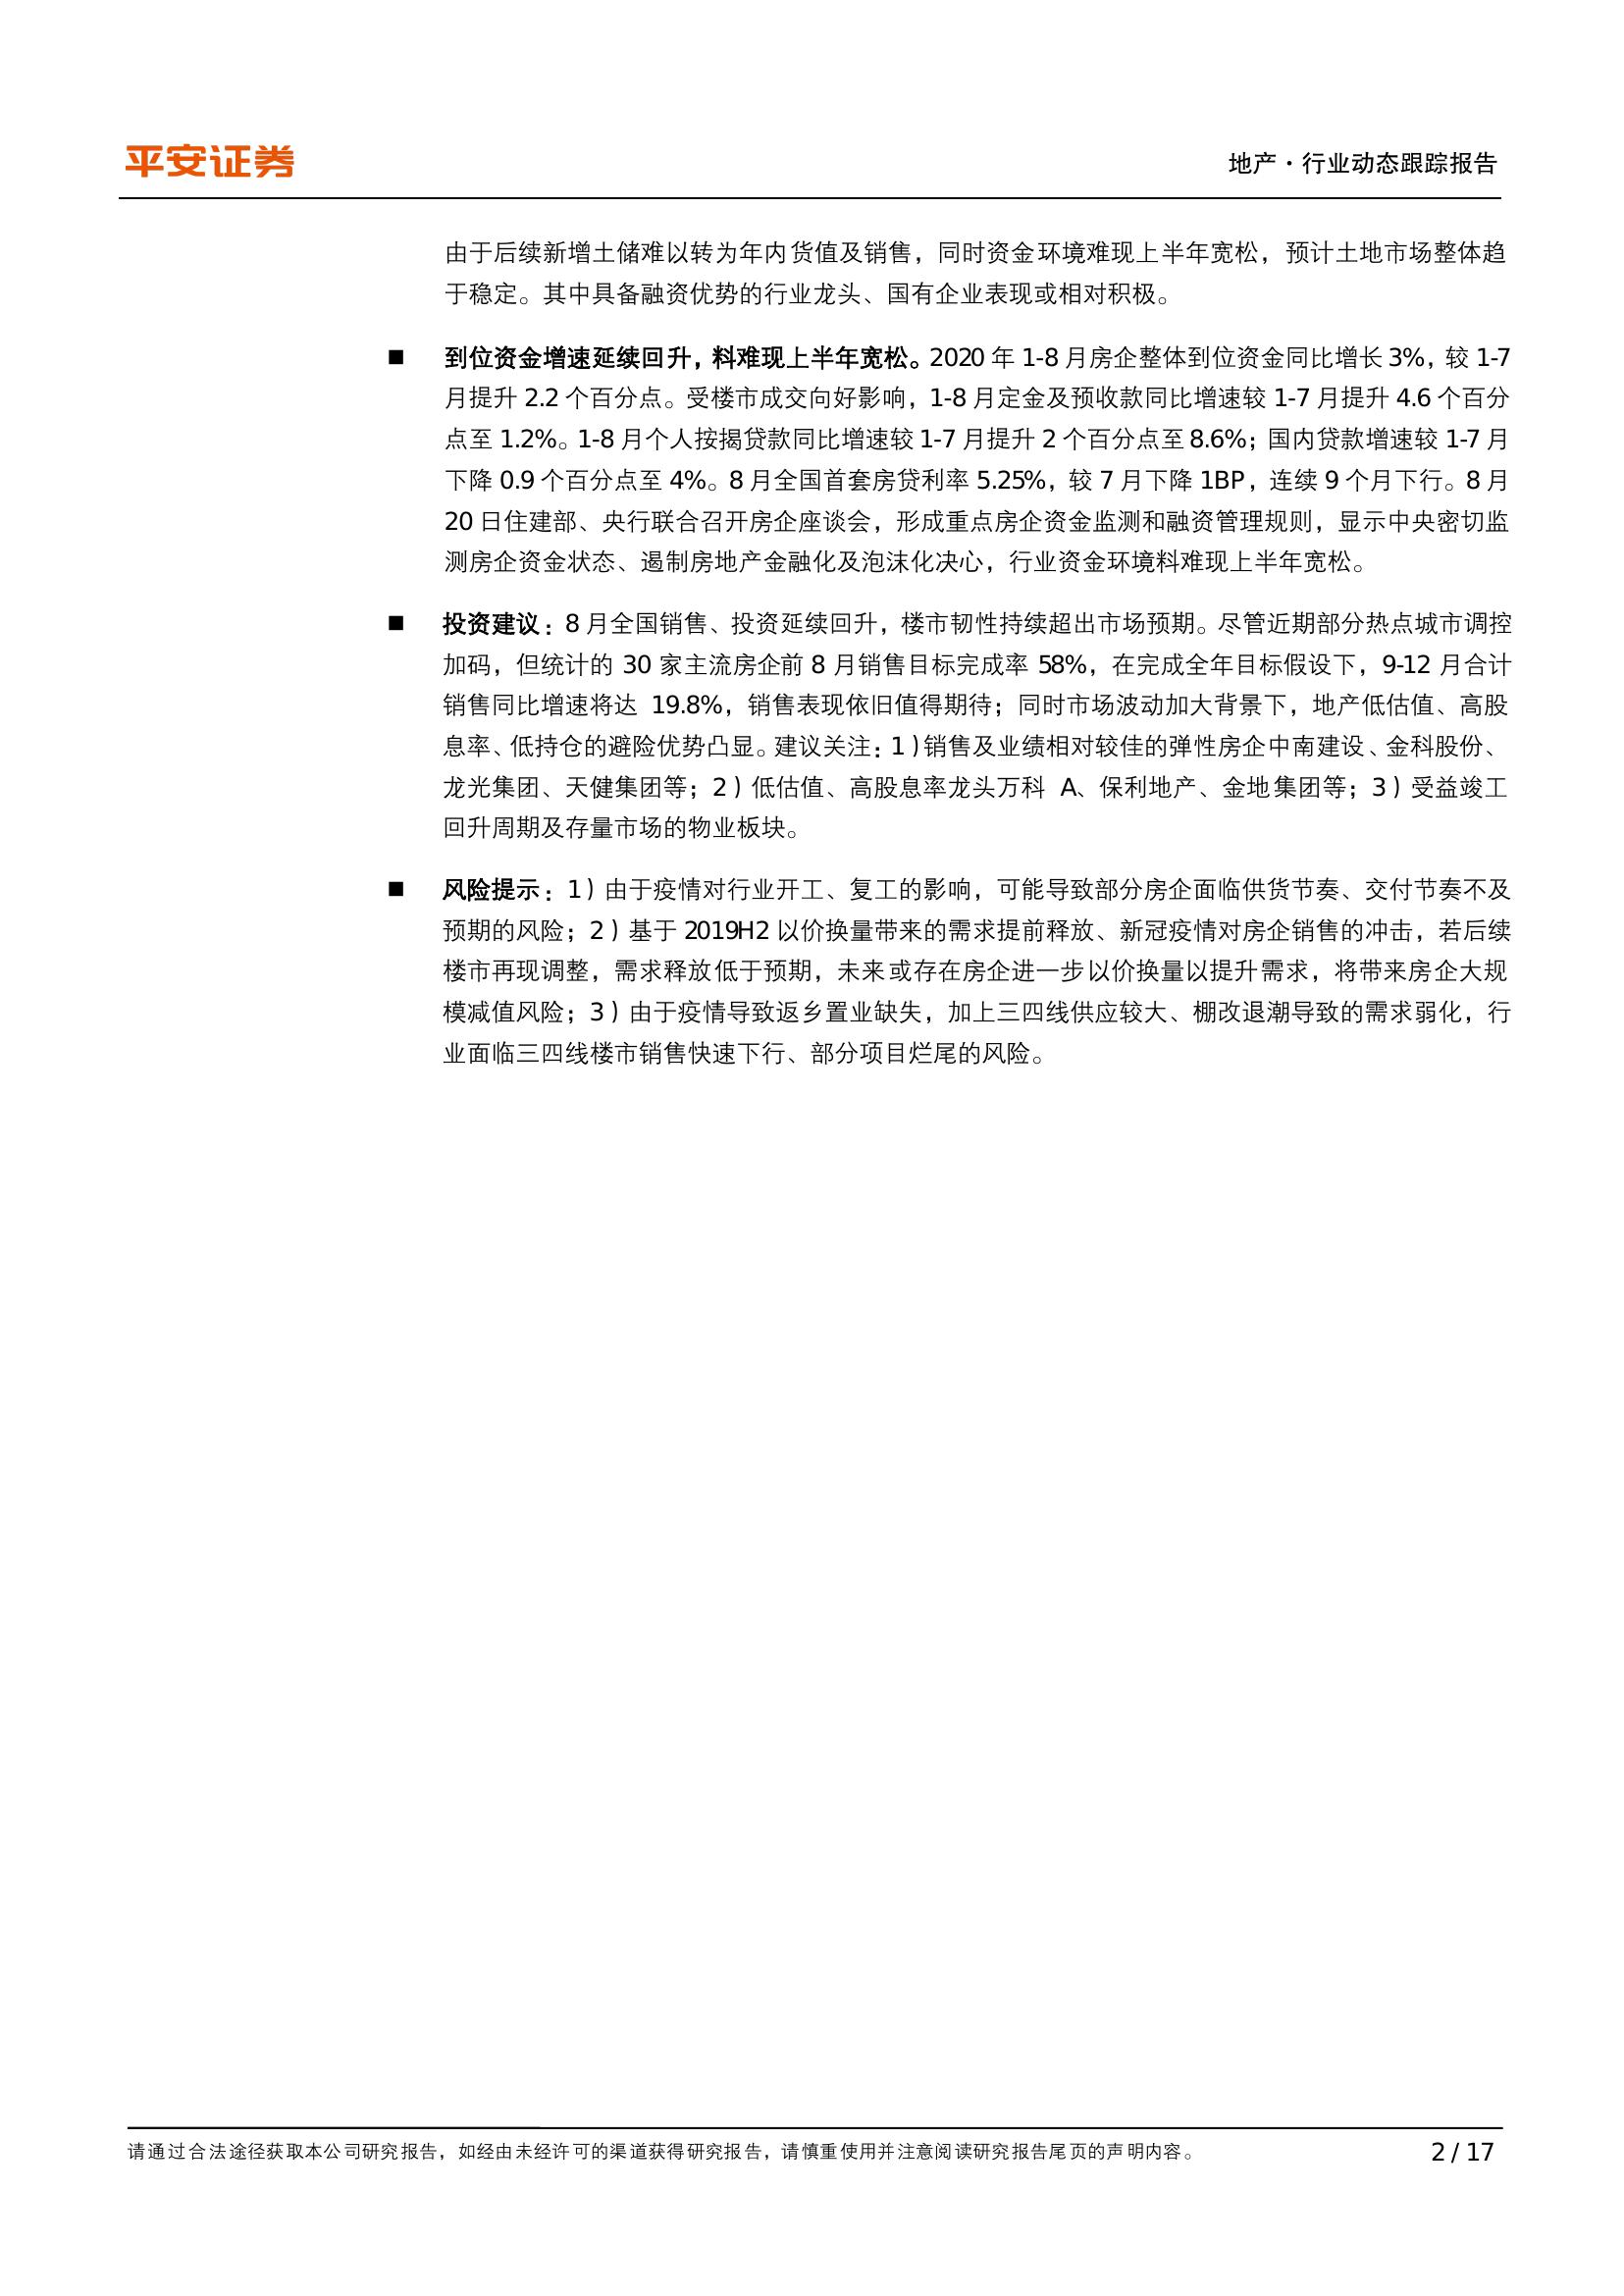 平安证券
地产·行业动态跟踪报告
由于后续新增土储难以转为年内货值及销售，同时资金环境难现上半年宽松，预计土地市场整体趋
于稳定。其中具备融资优势的行业龙头、国有企业表现或相对积极。
■ 到位资金增速延续回升，料难现上半年宽松。2020 年 1-8 月房企整体到位资金同比增长 3%，较 1-7
月提升 2.2 个百分点。受楼市成交向好影响，1-8 月定金及预收款同比增速较 1-7 月提升 4.6 个百分
点至 1.2%。1-8 月个人按揭贷款同比增速较 1-7 月提升 2 个百分点至 8.6%；国内贷款增速较 1-7 月
下降 0.9 个百分点至 4%。8 月全国首套房贷利率 5.25%，较 7 月下降 1BP，连续 9 个月下行。8 月
20 日住建部、央行联合召开房企座谈会，形成重点房企资金监测和融资管理规则，显示中央密切监
测房企资金状态、遏制房地产金融化及泡沫化决心，行业资金环境料难现上半年宽松。
■ 投资建议：8 月全国销售、投资延续回升，楼市韧性持续超出市场预期。尽管近期部分热点城市调控
加码，但统计的 30 家主流房企前 8 月销售目标完成率 58%，在完成全年目标假设下，9-12 月合计
销售同比增速将达 19.8%，销售表现依旧值得期待；同时市场波动加大背景下，地产低估值、高股
息率、低持仓的避险优势凸显。建议关注：1）销售及业绩相对较佳的弹性房企中南建设、金科股份、
龙光集团、天健集团等；2）低估值、高股息率龙头万科 A、保利地产、金地集团等；3）受益竣工
回升周期及存量市场的物业板块。
■ 风险提示：1）由于疫情对行业开工、复工的影响，可能导致部分房企面临供货节奏、交付节奏不及
预期的风险；2）基于 2019H2 以价换量带来的需求提前释放、新冠疫情对房企销售的冲击，若后续
楼市再现调整，需求释放低于预期，未来或存在房企进一步以价换量以提升需求，将带来房企大规
模减值风险；3）由于疫情导致返乡置业缺失，加上三四线供应较大、棚改退潮导致的需求弱化，行
业面临三四线楼市销售快速下行、部分项目烂尾的风险。
请通过合法途径获取本公司研究报告，如经由未经许可的渠道获得研究报告，请慎重使用并注意阅读研究报告尾页的声明内容。
2 / 17